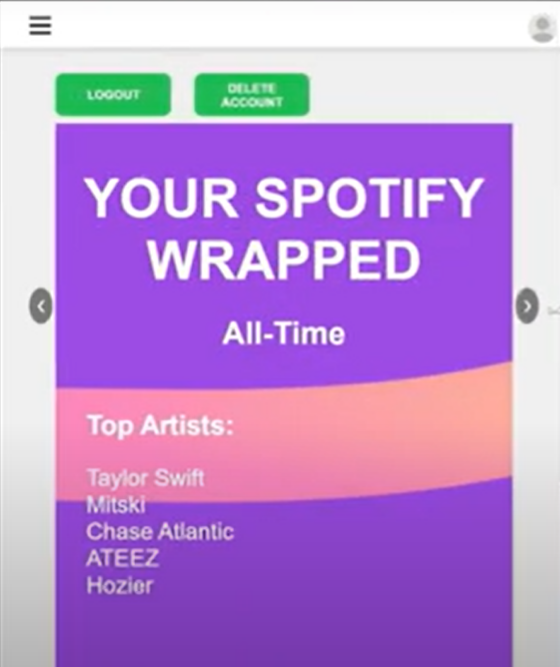 LOGOUT
DELETE
ACCOUNT
YOUR SPOTIFY
WRAPPED
All-Time
Top Artists:
Taylor Swift
Mitski
Chase Atlantic
ATEEZ
Hozier